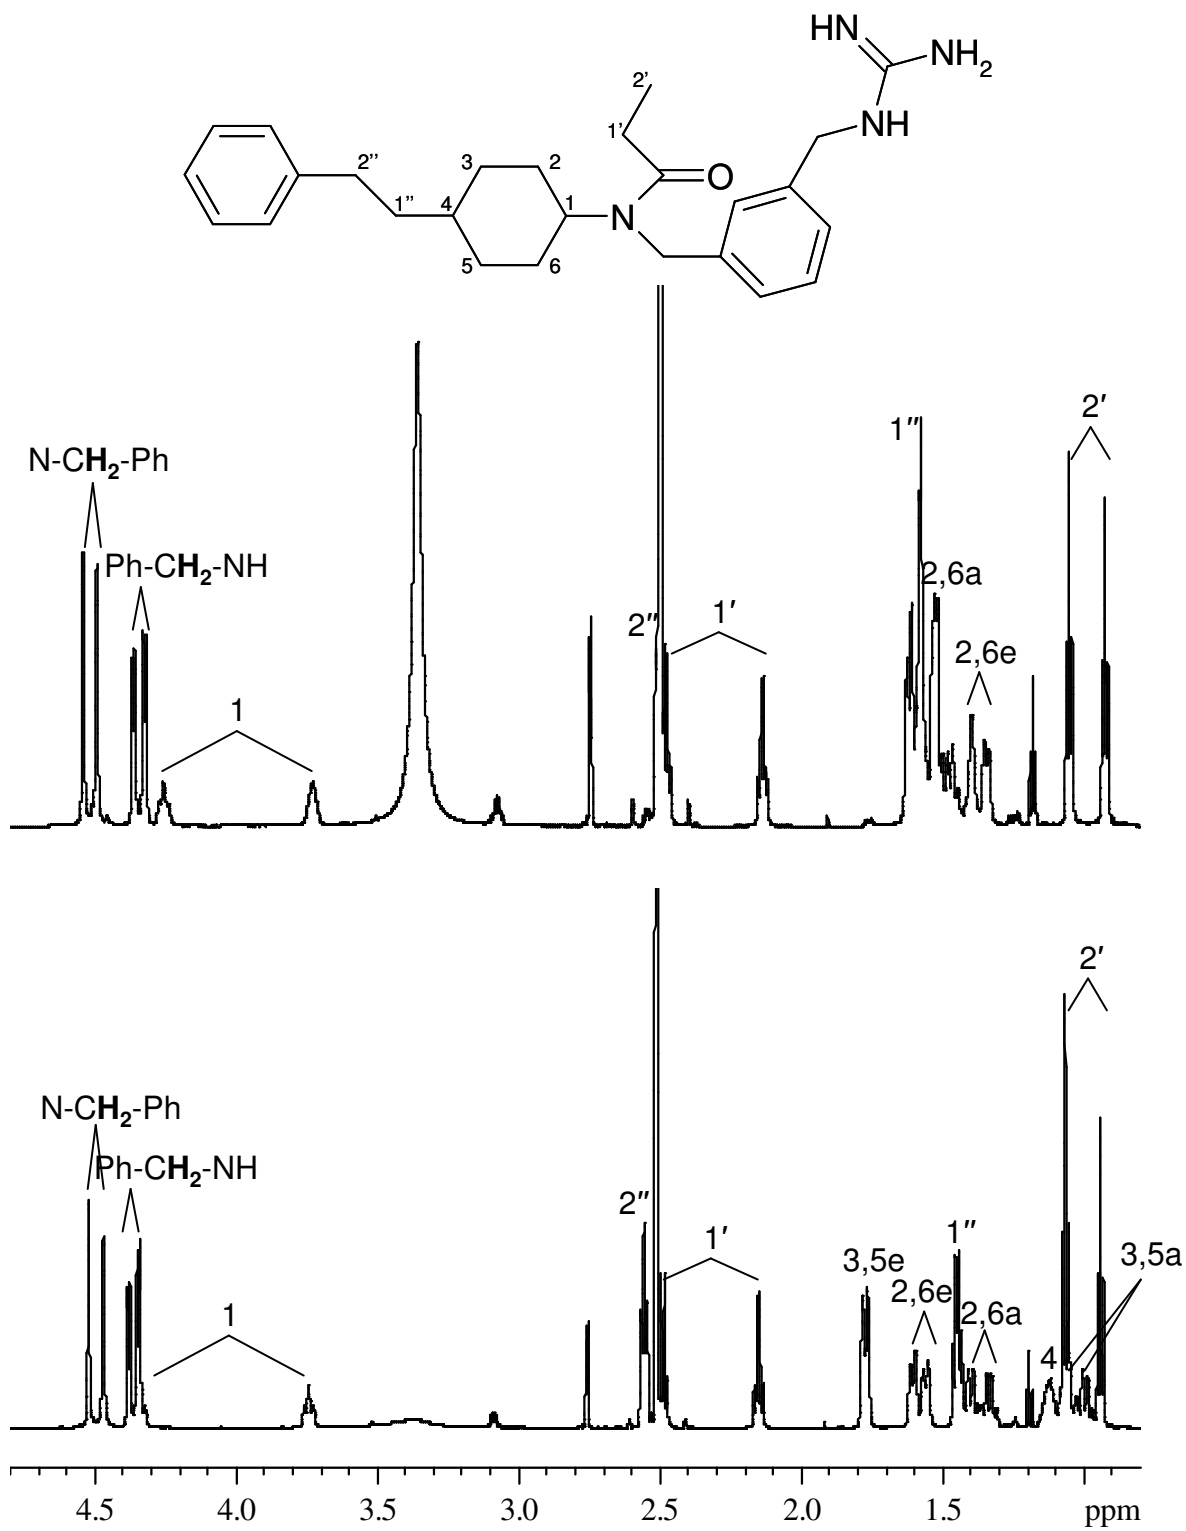 HN
NH2
NH
2'
1'
O
2''
3
2
1''
4
1
N
5
6
2′
1″
N-CH2-Ph
Ph-CH2-NH
2,6a
1′
2″
2,6e
1
2′
N-CH2-Ph
Ph-CH2-NH
2″
1′
1″
3,5e
3,5a
2,6e
2,6a
1
4
4.5 4.0 3.5 3.0 2.5 2.0 1.5 ppm